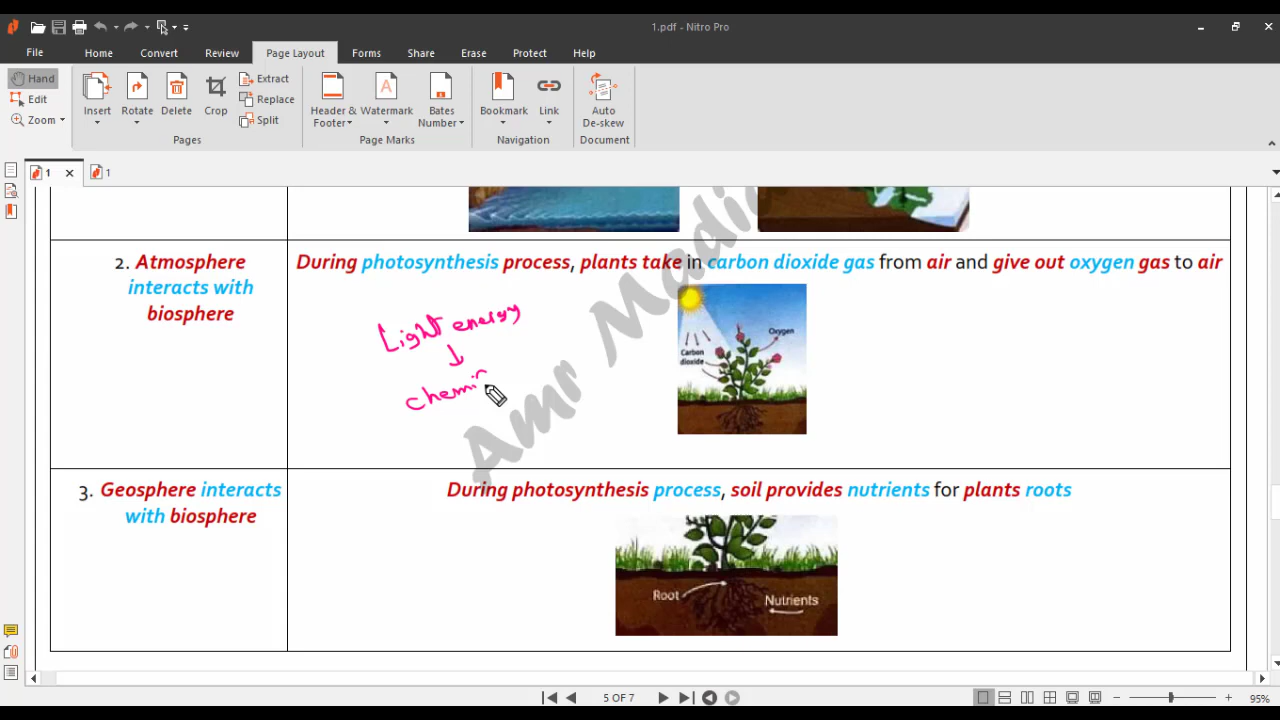 1.pdf - Nitro Pro
File
Home
Convert
Review
Page Layout
Forms
Share
Erase
Protect
Help
Hand
Edit
Zoom
Insert
Rotate
Delete
Crop
Extract
Replace
Split
Pages
Header & Footer
Watermark
Bates Number
Page Marks
Bookmark
Link
Navigation
Auto De-skew
Document
1
1
2. Atmosphere
interacts with
biosphere
During photosynthesis process, plants take in carbon dioxide gas from air and give out oxygen gas to air
Light energy
chemic
Oxygen
Carbon
dioxide
Amr Madi
3. Geosphere interacts
with biosphere
During photosynthesis process, soil provides nutrients for plants roots
Root
Nutrients
5 OF 7
95%